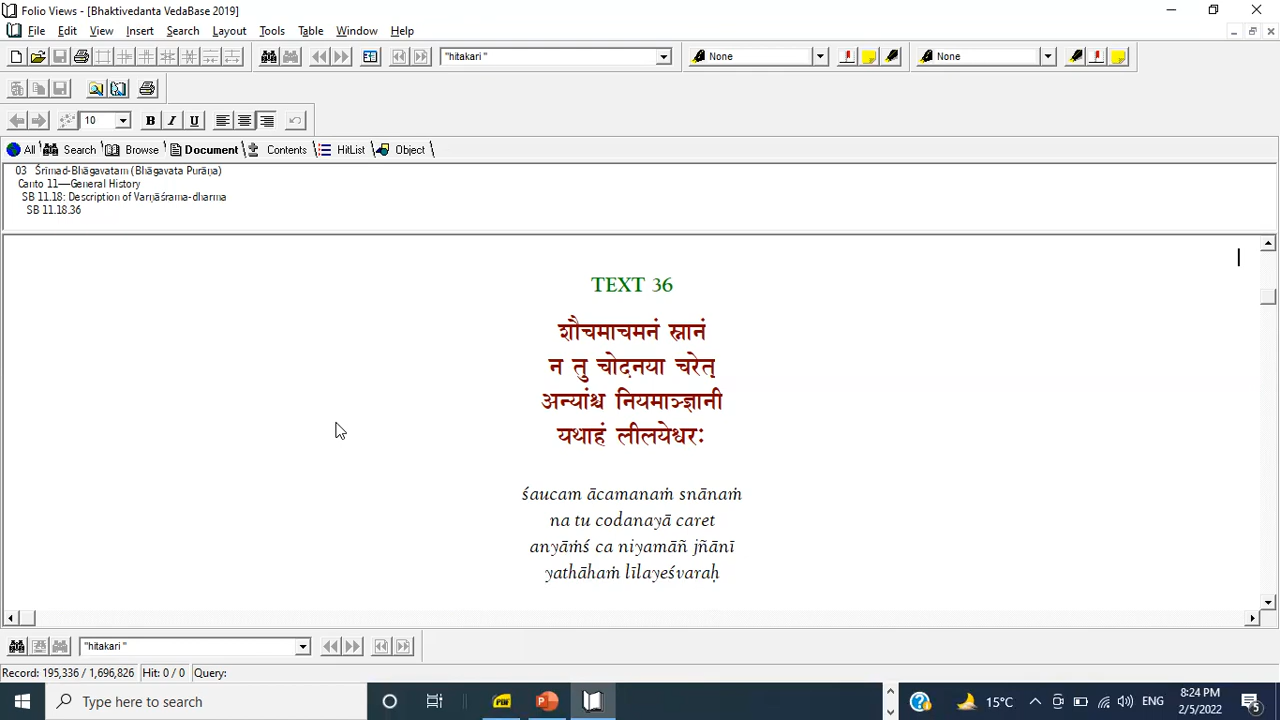 Folio Views - [Bhaktivedanta VedaBase 2019]
File Edit View Insert Search Layout Tools Table Window Help
"hitakari " None None
10 B I U
All Search Browse Document Contents HitList Object
03 Śrīmad-Bhāgavatam (Bhāgavata Purāṇa)
Canto 11—General History
SB 11.18: Description of Varṇāśrama-dharma
SB 11.18.36
TEXT 36
शौचमाचमनं स्नानं
न तु चोदनया चरेत्
अन्यांश्च नियमाञ्ज्ञानी
यथाहं लीलयेश्वरः
śaucam ācamanaṁ snānaṁ
na tu codanayā caret
anyāṁś ca niyamāñ jñānī
yathāhaṁ līlayeśvaraḥ
"hitakari "
Record: 195,336 / 1,696,826 Hit: 0 / 0 Query:
Type here to search 15°C ENG 8:24 PM
2/5/2022 5